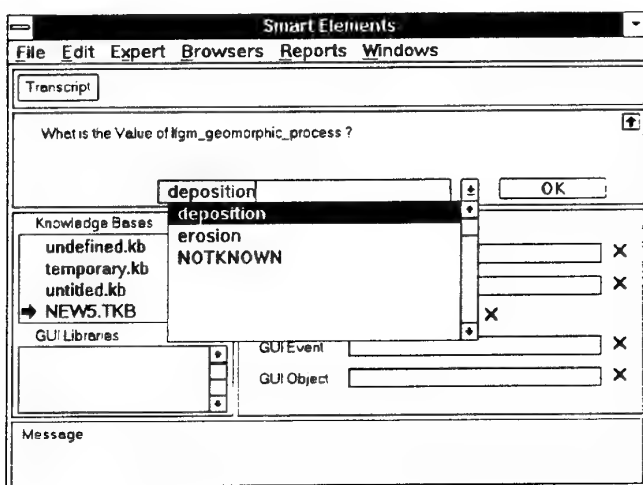 Smart Elements
File Edit Expert Browsers Reports Windows
Transcript
What is the Value of lfgm_geomorphic_process ?
deposition
OK
deposition
erosion
NOTKNOWN
Knowledge Bases
undefined.kb
temporary.kb
untitled.kb
NEW5.TKB
GUI Libraries
GUI Event
GUI Object
Message